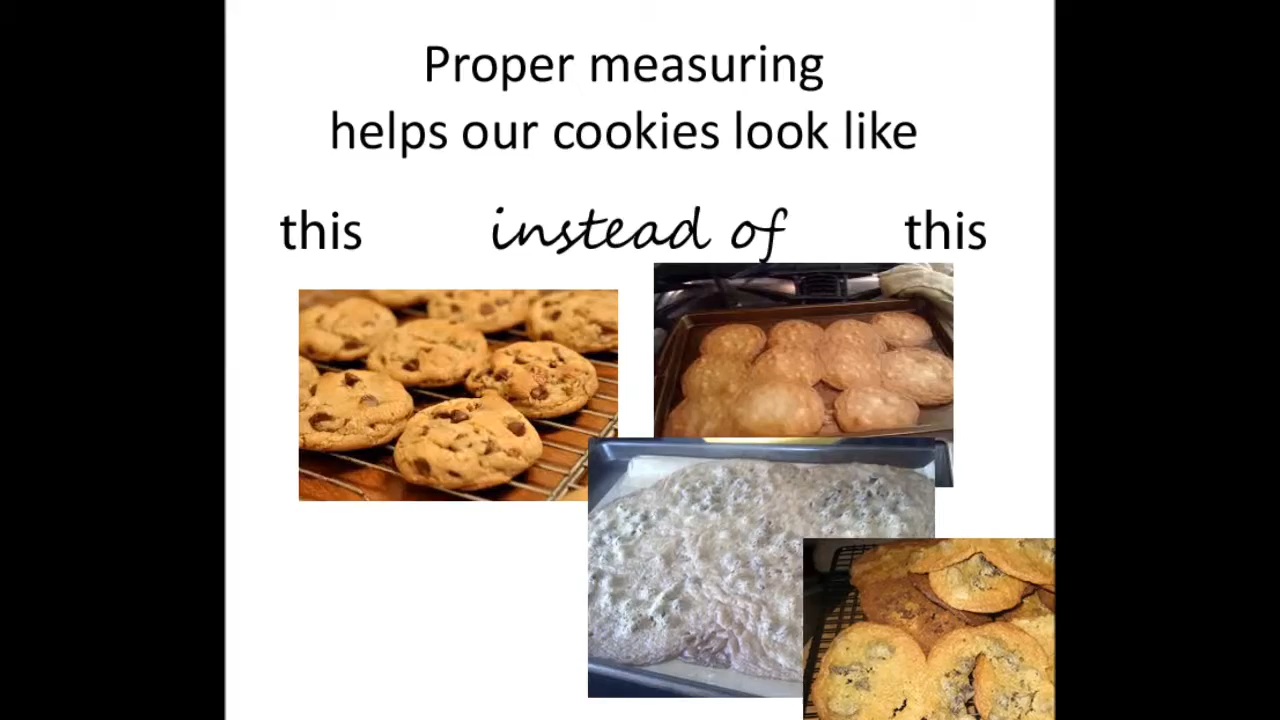 Proper measuring
helps our cookies look like
this instead of this